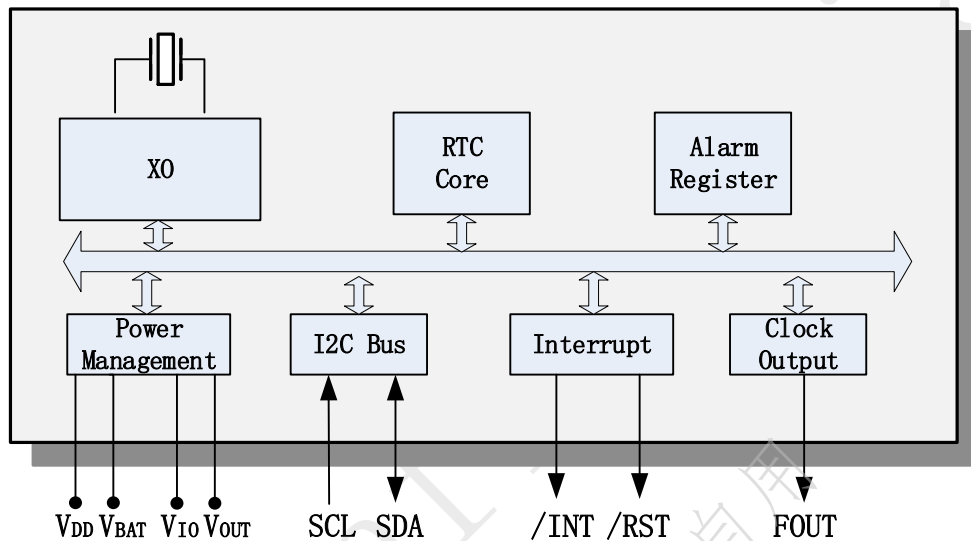 XO
RTC
Core
Alarm
Register
Power
Management
I2C Bus
Interrupt
Clock
Output
VDD VBAT VIO VOUT SCL SDA /INT /RST FOUT